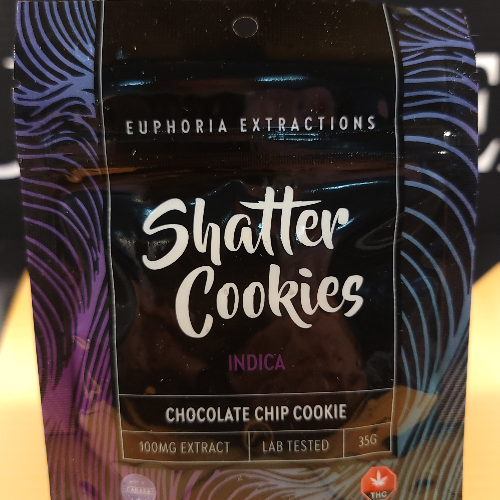 EUPHORIA EXTRACTIONS
Shatter
Cookies
INDICA
CHOCOLATE CHIP COOKIE
100MG EXTRACT
LAB TESTED
35G
THC